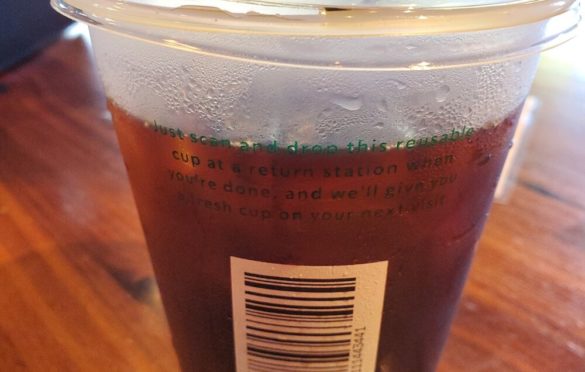 Just scan and drop this reusable
cup at a return station when
you're done, and we'll give you
a fresh cup on your next visit